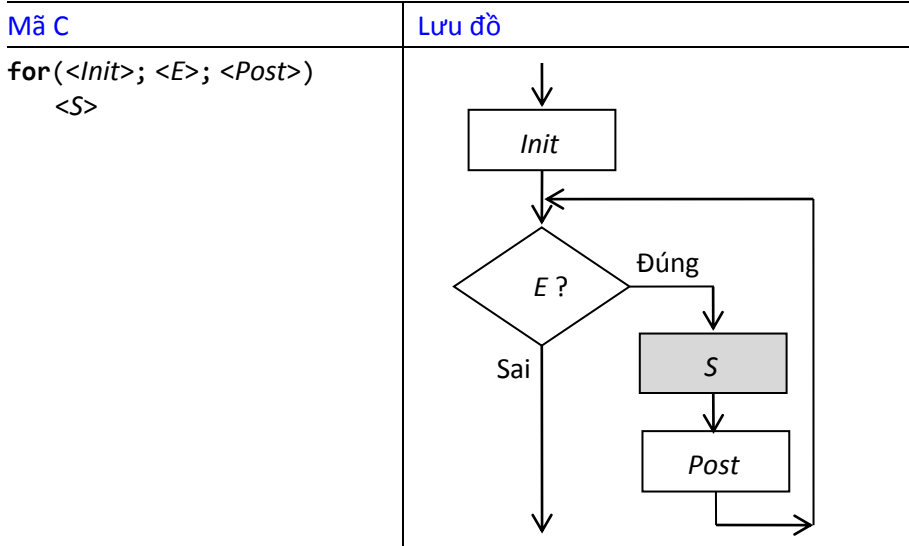 Mã C
Lưu đồ
for(<Init>; <E>; <Post>)
<S>
Init
E ?
Đúng
Sai
S
Post